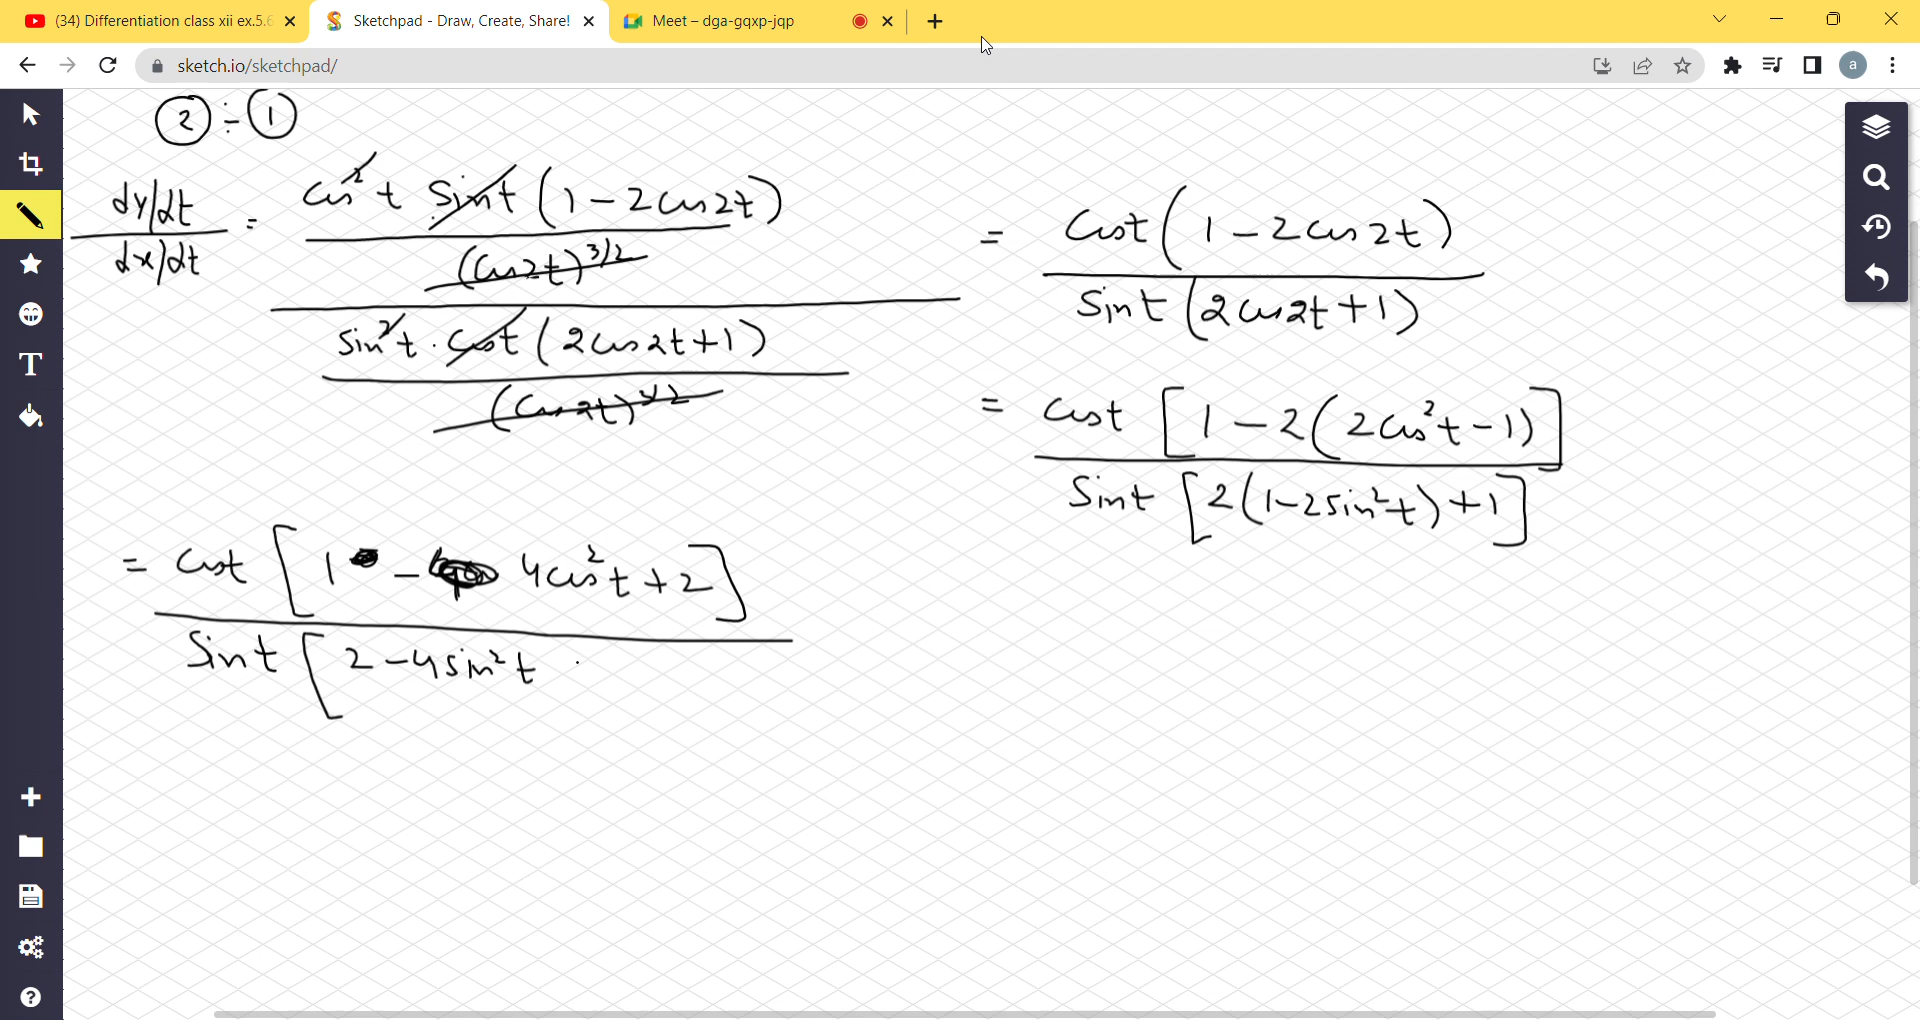 (34) Differentiation class xii ex.5.6
Sketchpad - Draw, Create, Share!
Meet – dga-gqxp-jqp
sketch.io/sketchpad/
a
② ÷ ①
dy/dt / dx/dt = cos²t sint (1 - 2cos2t) / (cos2t)^3/2
sin²t · cost (2cos2t+1) / (cos2t)^3/2
= cost (1 - 2cos2t) / sint (2cos2t+1)
= cost [1 - 2(2cos²t-1)] / sint [2(1-2sin²t)+1]
= cost [1 - 4cos²t+2] / sint [2-4sin²t
T